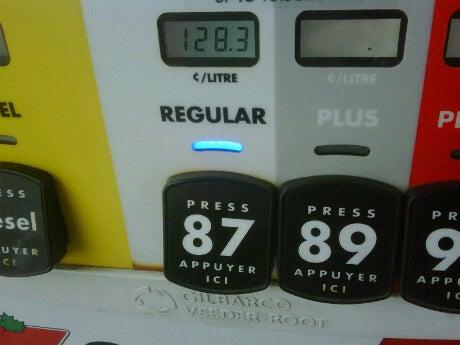 128.3
¢/LITRE
¢/LITRE
REGULAR
PLUS
PRESS
87
APPUYER
ICI
PRESS
89
APPUYER
ICI
GILBARCO
VEEDER ROOT